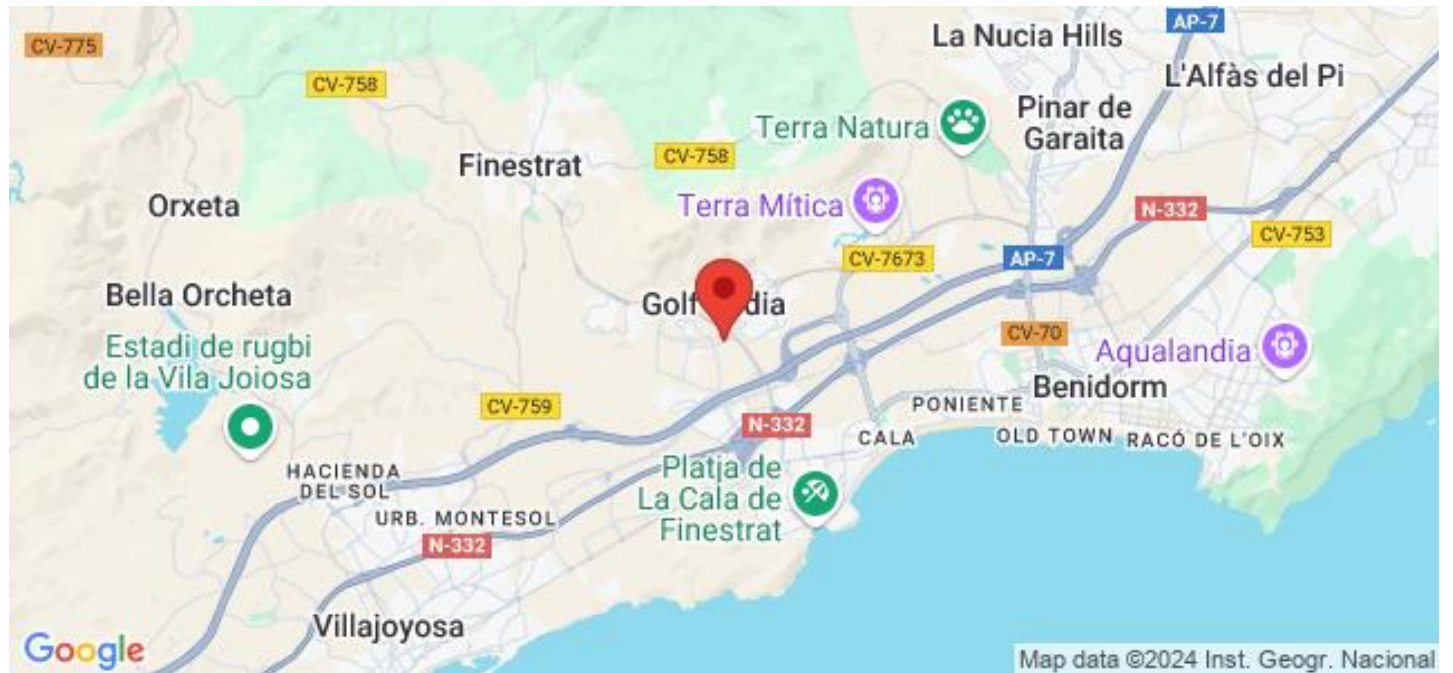 AP-7
La Nucia Hills
CV-775
L'Alfàs del Pi
CV-758
Pinar de
Garaita
Terra Natura
CV-758
Finestrat
Orxeta
Terra Mítica
N-332
CV-753
CV-7673
AP-7
Bella Orcheta
Golf dia
CV-70
Estadi de rugbi
de la Vila Joiosa
Aqualandia
Benidorm
CV-759
PONIENTE
N-332
CALA
OLD TOWN
RACÓ DE L'OIX
HACIENDA
DEL SOL
Platja de
La Cala de
Finestrat
URB. MONTESOL
N-332
Villajoyosa
Google
Map data ©2024 Inst. Geogr. Nacional